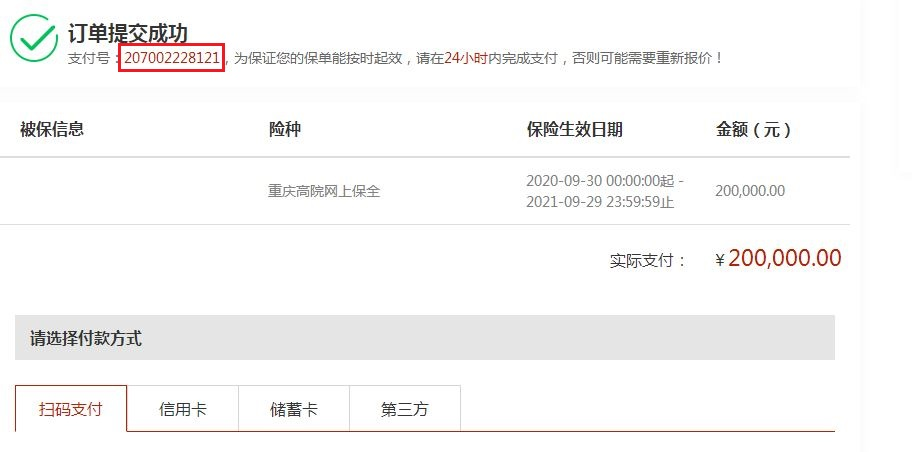 订单提交成功
支付号：207002228121，为保证您的保单能按时起效，请在24小时内完成支付，否则可能需要重新报价！
被保信息 险种 保险生效日期 金额（元）
重庆高院网上保全 2020-09-30 00:00:00起 - 200,000.00
2021-09-29 23:59:59止
实际支付： ¥200,000.00
请选择付款方式
扫码支付 信用卡 储蓄卡 第三方